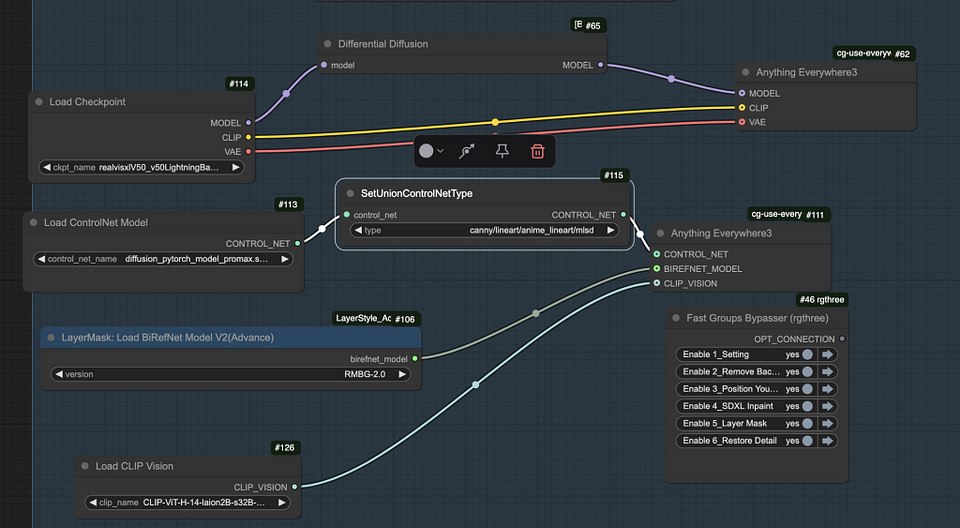 [E #65
Differential Diffusion
model MODEL
cg-use-everyw #62
Anything Everywhere3
MODEL
CLIP
VAE
#114
Load Checkpoint
MODEL
CLIP
VAE
ckpt_name realvisxlV50_v50LightningBa...
#115
SetUnionControlNetType
control_net CONTROL_NET
type canny/lineart/anime_lineart/mlsd
#113
Load ControlNet Model
CONTROL_NET
control_net_name diffusion_pytorch_model_promax.s...
cg-use-every #111
Anything Everywhere3
CONTROL_NET
BIREFNET_MODEL
CLIP_VISION
LayerStyle_Ac #106
LayerMask: Load BiRefNet Model V2(Advance)
birefnet_model
version RMBG-2.0
#46 rgthree
Fast Groups Bypasser (rgthree)
OPT_CONNECTION
Enable 1_Setting yes
Enable 2_Remove Bac... yes
Enable 3_Position You... yes
Enable 4_SDXL Inpaint yes
Enable 5_Layer Mask yes
Enable 6_Restore Detail yes
#126
Load CLIP Vision
CLIP_VISION
clip_name CLIP-ViT-H-14-laion2B-s32B-...